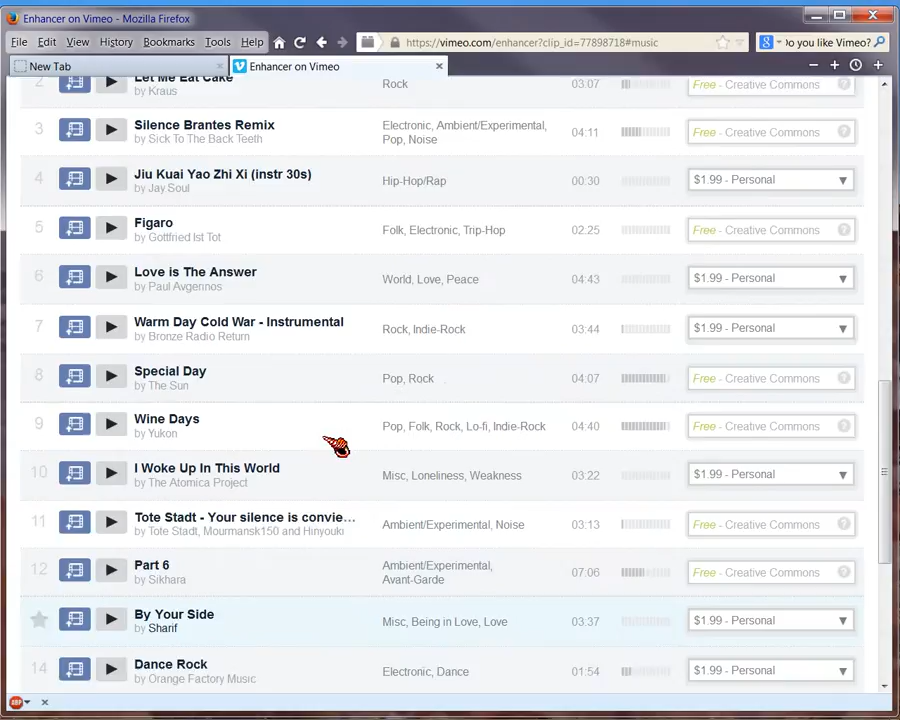 Enhancer on Vimeo - Mozilla Firefox
File Edit View History Bookmarks Tools Help
https://vimeo.com/enhancer?clip_id=77898718#music
Do you like Vimeo?
New Tab
Enhancer on Vimeo
2 Let Me Eat Cake Rock 03:07 Free - Creative Commons ?
by Kraus
3 Silence Brantes Remix Electronic, Ambient/Experimental, 04:11 Free - Creative Commons ?
by Sick To The Back Teeth Pop, Noise
4 Jiu Kuai Yao Zhi Xi (instr 30s) Hip-Hop/Rap 00:30 $1.99 - Personal
by Jay Soul
5 Figaro Folk, Electronic, Trip-Hop 02:25 Free - Creative Commons ?
by Gottfried Ist Tot
6 Love is The Answer World, Love, Peace 04:43 $1.99 - Personal
by Paul Avgerinos
7 Warm Day Cold War - Instrumental Rock, Indie-Rock 03:44 $1.99 - Personal
by Bronze Radio Return
8 Special Day Pop, Rock 04:07 Free - Creative Commons ?
by The Sun
9 Wine Days Pop, Folk, Rock, Lo-fi, Indie-Rock 04:40 Free - Creative Commons ?
by Yukon
10 I Woke Up In This World Misc, Loneliness, Weakness 03:22 $1.99 - Personal
by The Atomica Project
11 Tote Stadt - Your silence is convie... Ambient/Experimental, Noise 03:13 Free - Creative Commons ?
by Tote Stadt, Mourmansk150 and Hinyouki
12 Part 6 Ambient/Experimental, 07:06 Free - Creative Commons ?
by Sikhara Avant-Garde
By Your Side Misc, Being in Love, Love 03:37 $1.99 - Personal
by Sharif
14 Dance Rock Electronic, Dance 01:54 $1.99 - Personal
by Orange Factory Music
ABP